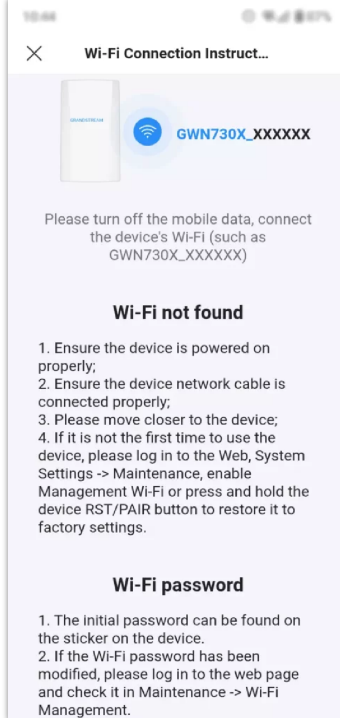 10:44
87%
Wi-Fi Connection Instruct...
GRANDSTREAM
GWN730X_XXXXXX
Please turn off the mobile data, connect
the device's Wi-Fi (such as
GWN730X_XXXXXX)
Wi-Fi not found
1. Ensure the device is powered on
properly;
2. Ensure the device network cable is
connected properly;
3. Please move closer to the device;
4. If it is not the first time to use the
device, please log in to the Web, System
Settings -> Maintenance, enable
Management Wi-Fi or press and hold the
device RST/PAIR button to restore it to
factory settings.
Wi-Fi password
1. The initial password can be found on
the sticker on the device.
2. If the Wi-Fi password has been
modified, please log in to the web page
and check it in Maintenance -> Wi-Fi
Management.